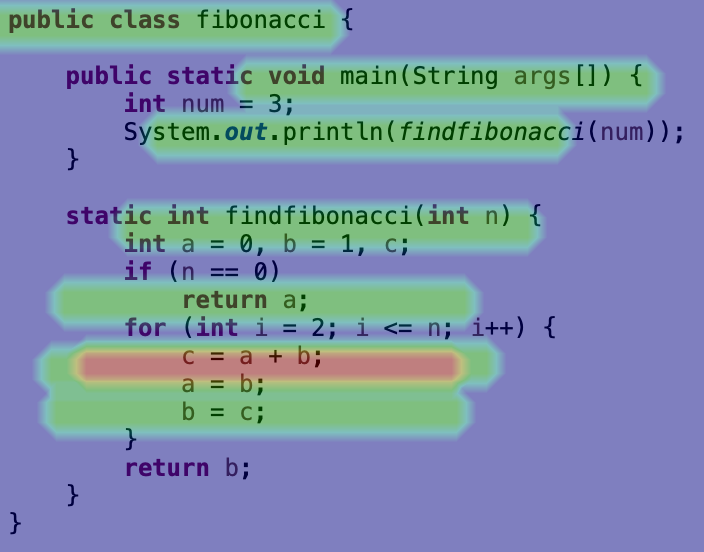 public class fibonacci {
public static void main(String args[]) {
int num = 3;
System.out.println(findfibonacci(num));
}
static int findfibonacci(int n) {
int a = 0, b = 1, c;
if (n == 0)
return a;
for (int i = 2; i <= n; i++) {
c = a + b;
a = b;
b = c;
}
return b;
}
}